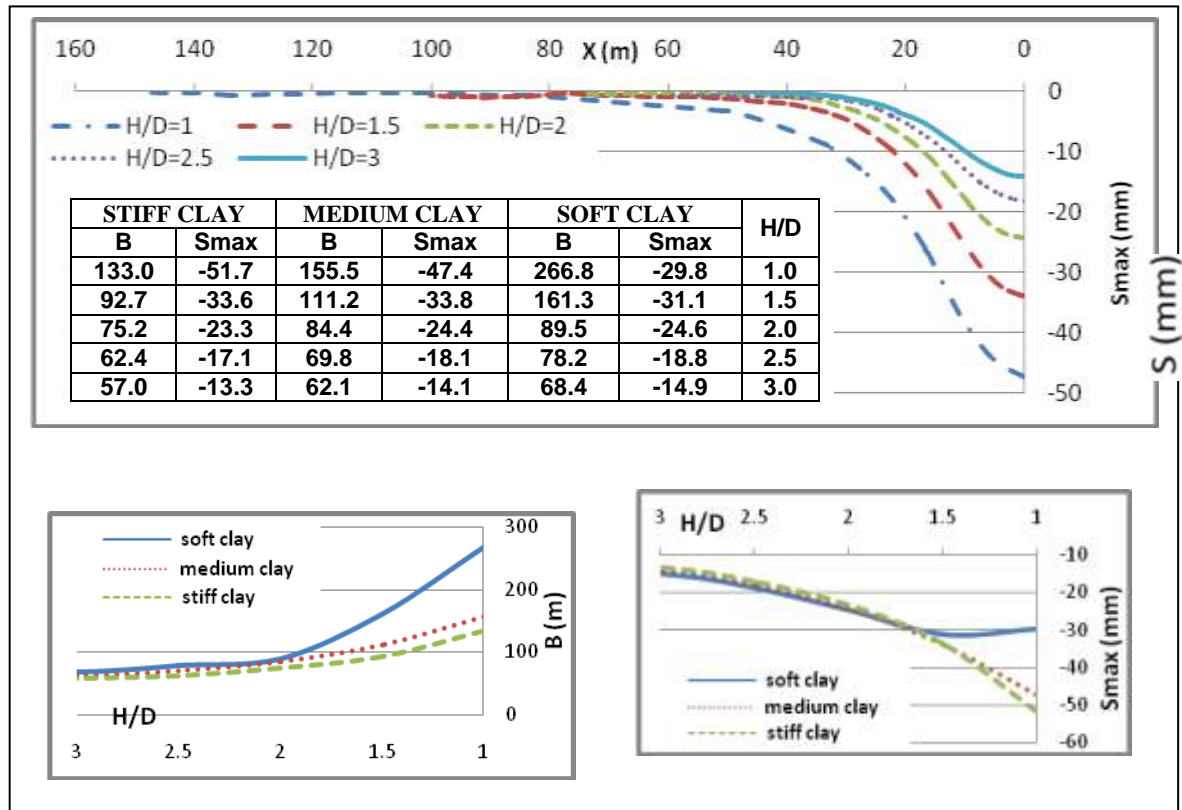 160 140 120 100 80 X (m) 60 40 20 0
0
-10
-20
-30
-40
-50
Smax (mm)
S (mm)
H/D=1 H/D=1.5 H/D=2
H/D=2.5 H/D=3
STIFF CLAY MEDIUM CLAY SOFT CLAY H/D
B Smax B Smax B Smax
133.0 -51.7 155.5 -47.4 266.8 -29.8 1.0
92.7 -33.6 111.2 -33.8 161.3 -31.1 1.5
75.2 -23.3 84.4 -24.4 89.5 -24.6 2.0
62.4 -17.1 69.8 -18.1 78.2 -18.8 2.5
57.0 -13.3 62.1 -14.1 68.4 -14.9 3.0
soft clay
medium clay
stiff clay
300
200
100
0
B (m)
H/D
3 2.5 2 1.5 1
3 H/D 2.5 2 1.5 1
-10
-20
-30
-40
-50
-60
Smax (mm)
soft clay
medium clay
stiff clay